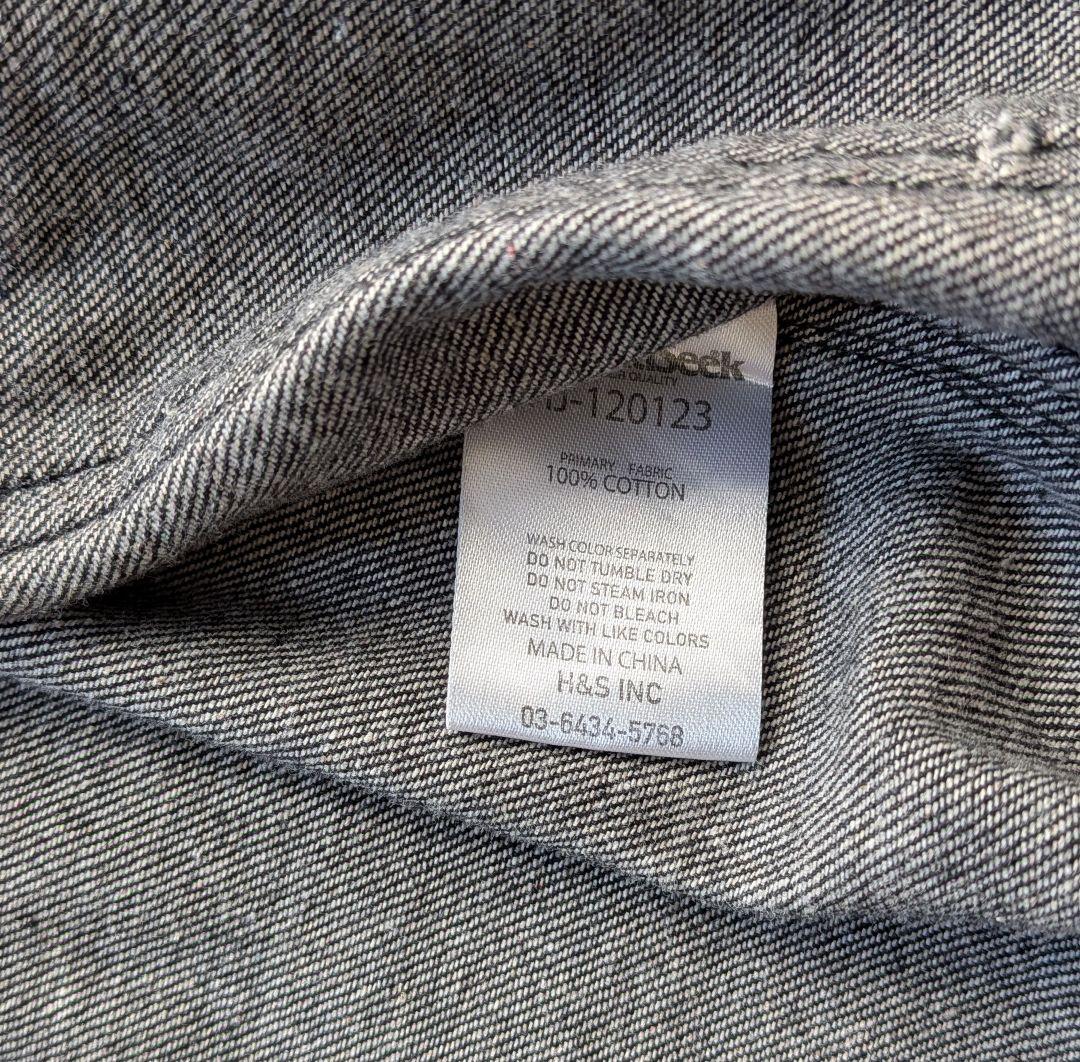 QUALITY
-120123
PRIMARY FABRIC
100% COTTON
WASH COLOR SEPARATELY
DO NOT TUMBLE DRY
DO NOT STEAM IRON
DO NOT BLEACH
WASH WITH LIKE COLORS
MADE IN CHINA
H&S INC
03-6434-5768